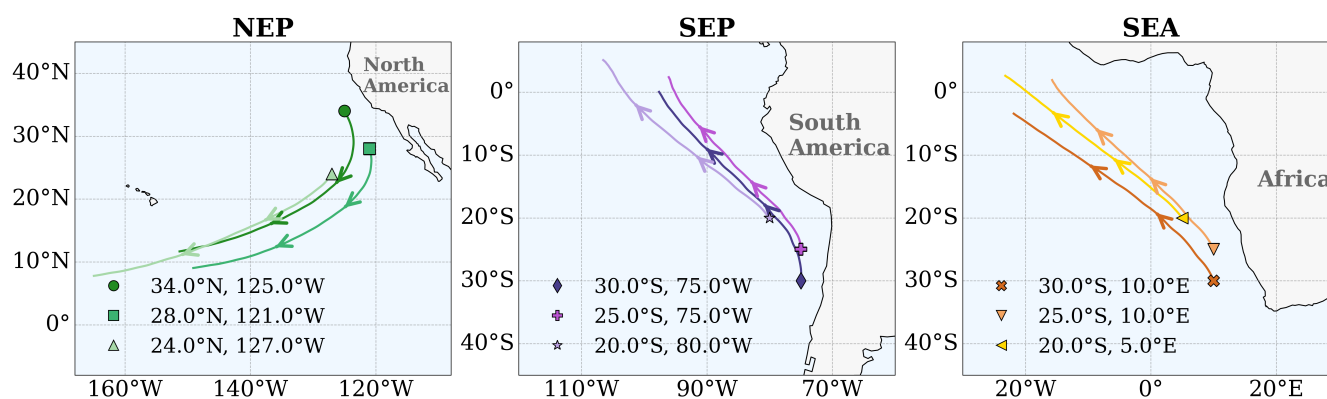 NEP
SEP
SEA
40°N
30°N
20°N
10°N
0°
160°W
140°W
120°W
North
America
34.0°N, 125.0°W
28.0°N, 121.0°W
24.0°N, 127.0°W
0°
10°S
20°S
30°S
40°S
110°W
90°W
70°W
South
America
30.0°S, 75.0°W
25.0°S, 75.0°W
20.0°S, 80.0°W
0°
10°S
20°S
30°S
40°S
20°W
0°
20°E
Africa
30.0°S, 10.0°E
25.0°S, 10.0°E
20.0°S, 5.0°E